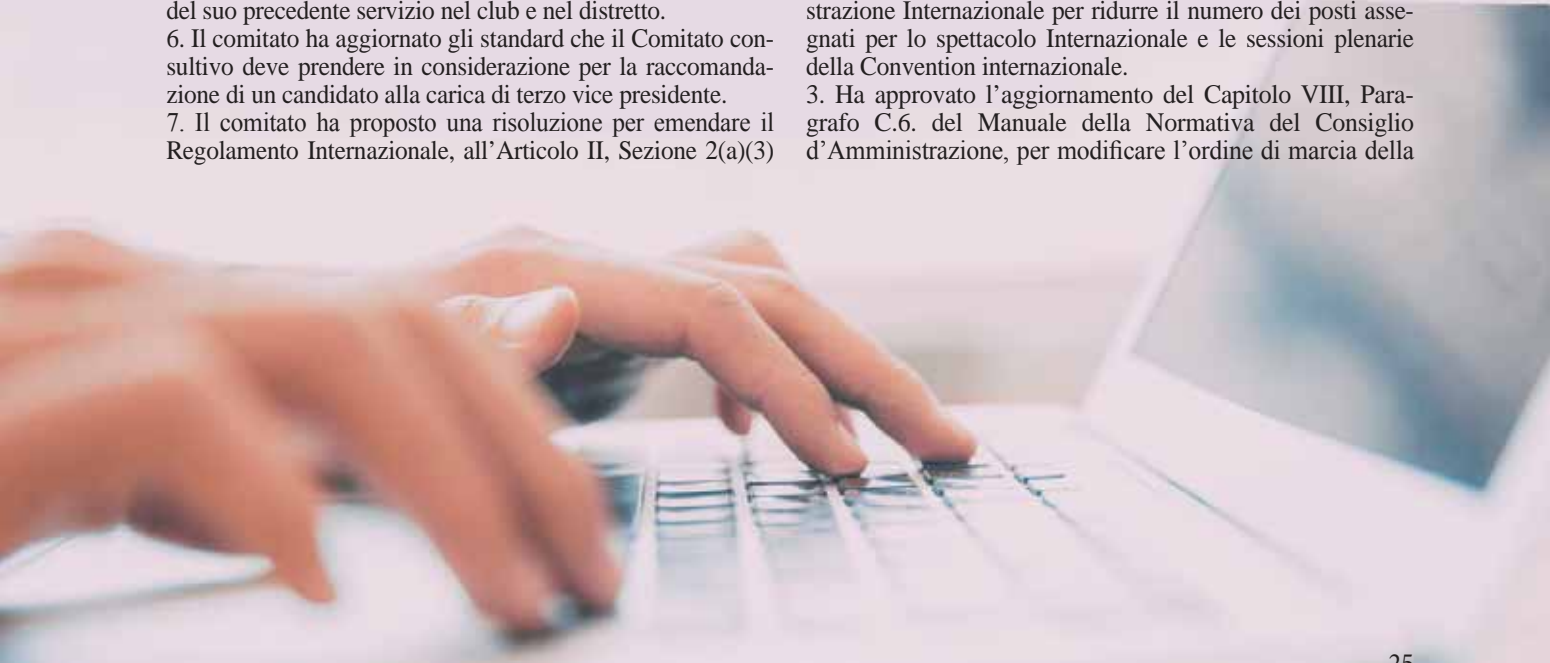 del suo precedente servizio nel club e nel distretto.
6. Il comitato ha aggiornato gli standard che il Comitato con-
sultivo deve prendere in considerazione per la raccomanda-
zione di un candidato alla carica di terzo vice presidente.
7. Il comitato ha proposto una risoluzione per emendare il
Regolamento Internazionale, all'Articolo II, Sezione 2(a)(3)
strazione Internazionale per ridurre il numero dei posti asse-
gnati per lo spettacolo Internazionale e le sessioni plenarie
della Convention internazionale.
3. Ha approvato l'aggiornamento del Capitolo VIII, Para-
grafo C.6. del Manuale della Normativa del Consiglio
d'Amministrazione, per modificare l'ordine di marcia della
25